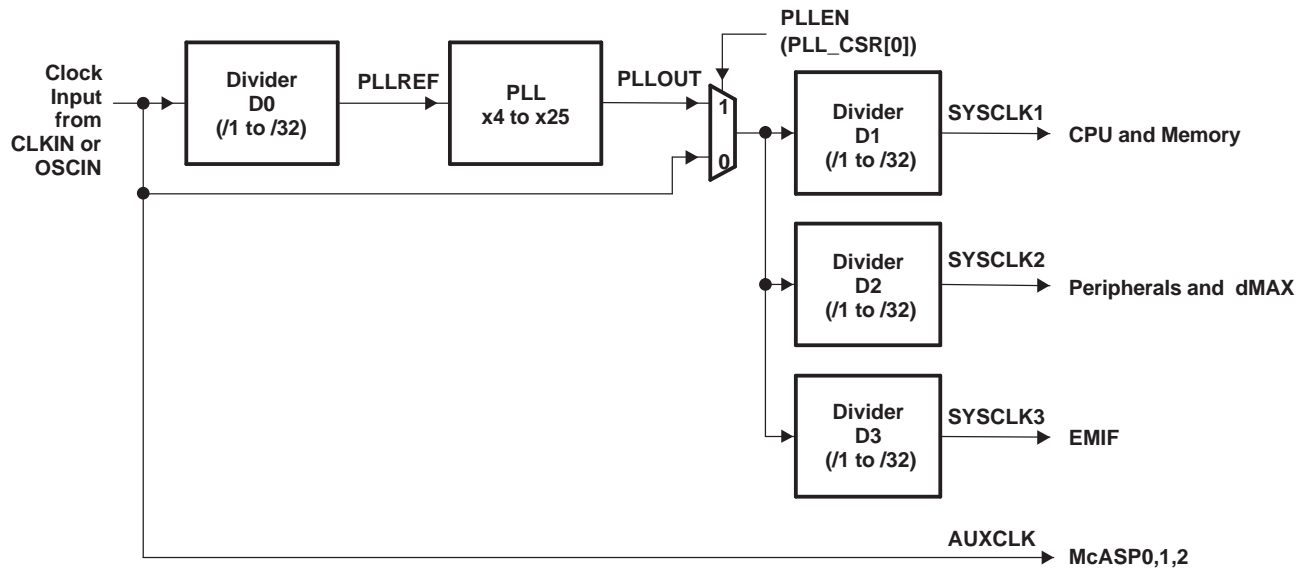 Clock
Input
from
CLKIN or
OSCIN
Divider
D0
(/1 to /32)
PLLREF
PLL
x4 to x25
PLLOUT
PLLEN
(PLL_CSR[0])
1
0
Divider
D1
(/1 to /32)
SYSCLK1
CPU and Memory
Divider
D2
(/1 to /32)
SYSCLK2
Peripherals and dMAX
Divider
D3
(/1 to /32)
SYSCLK3
EMIF
AUXCLK
McASP0,1,2